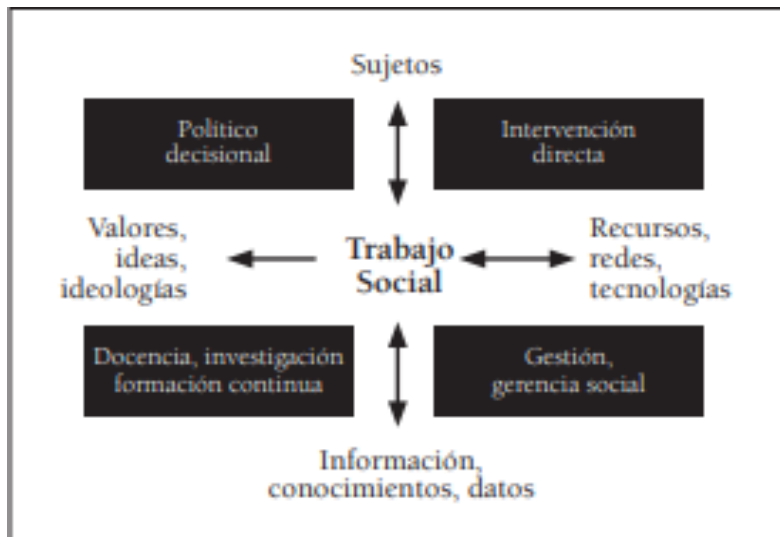 Sujetos
Político
decisional
Intervención
directa
Valores,
ideas,
ideologías
Trabajo
Social
Recursos,
redes,
tecnologías
Docencia, investigación
formación continua
Gestión,
gerencia social
Información,
conocimientos, datos